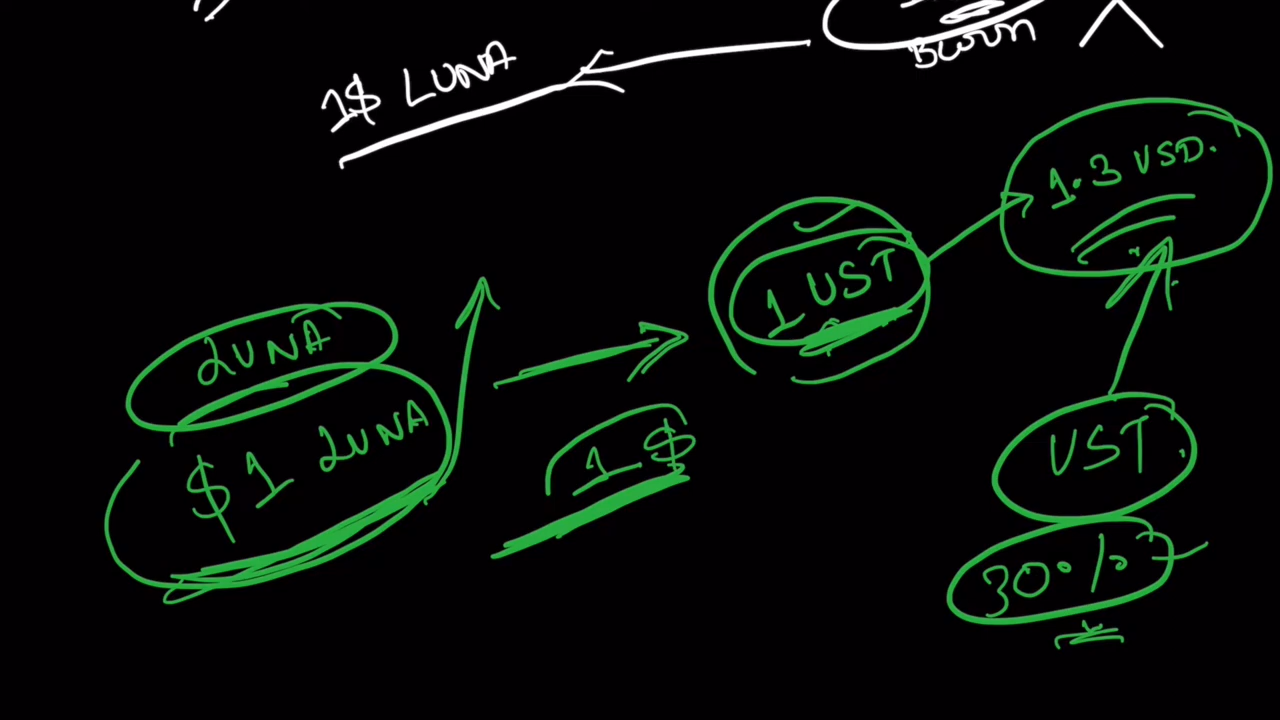 1$ LUNA
Burn
1 UST
1.3 USD.
LUNA
$1 LUNA
1$
UST
30%